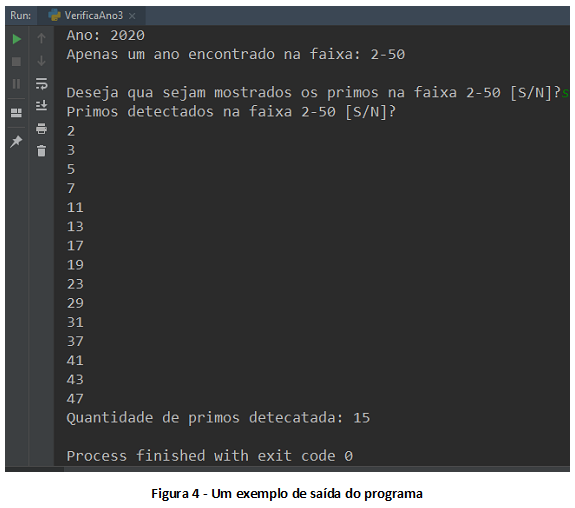 Run: VerificaAno3 ×
Ano: 2020
Apenas um ano encontrado na faixa: 2-50
Deseja qua sejam mostrados os primos na faixa 2-50 [S/N]?s
Primos detectados na faixa 2-50 [S/N]?
2
3
5
7
11
13
17
19
23
29
31
37
41
43
47
Quantidade de primos detecatada: 15
Process finished with exit code 0
Figura 4 - Um exemplo de saída do programa